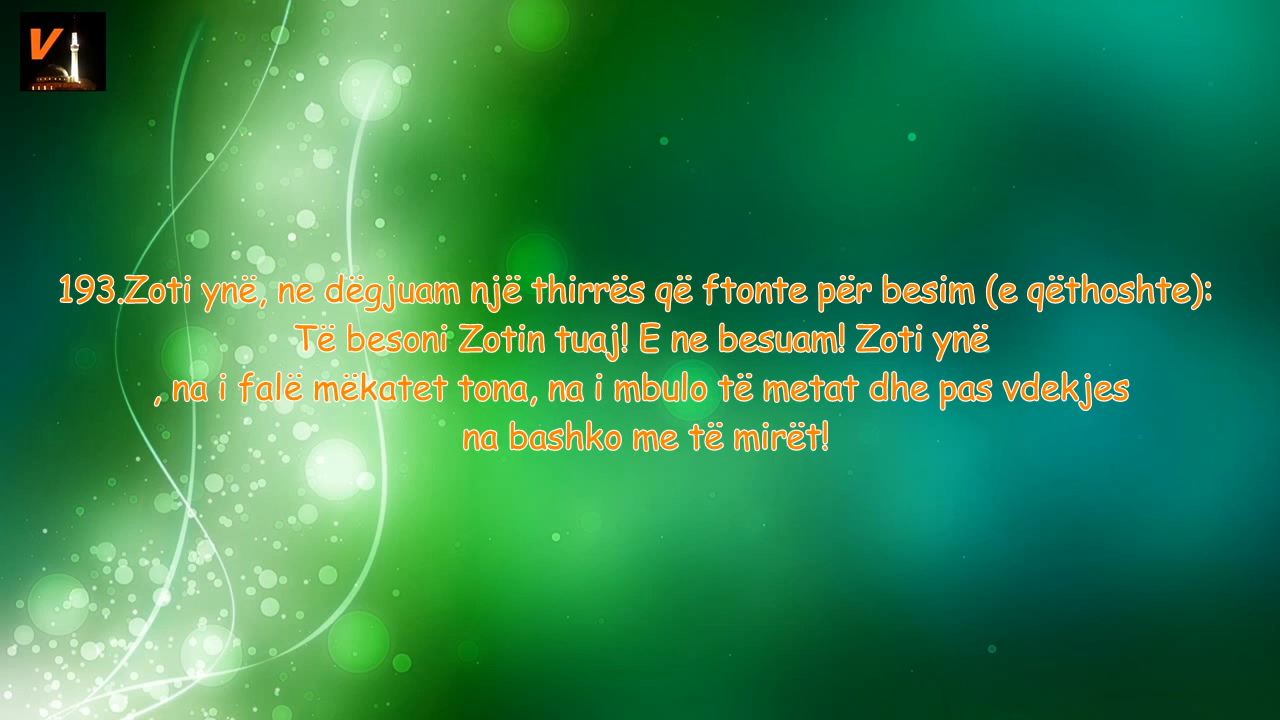 V
193.Zoti ynë, ne dëgjuam një thirrës që ftonte për besim (e qëthoshte):
Të besoni Zotin tuaj! E ne besuam! Zoti ynë
, na i falë mëkatet tona, na i mbulo të metat dhe pas vdekjes
na bashko me të mirët!